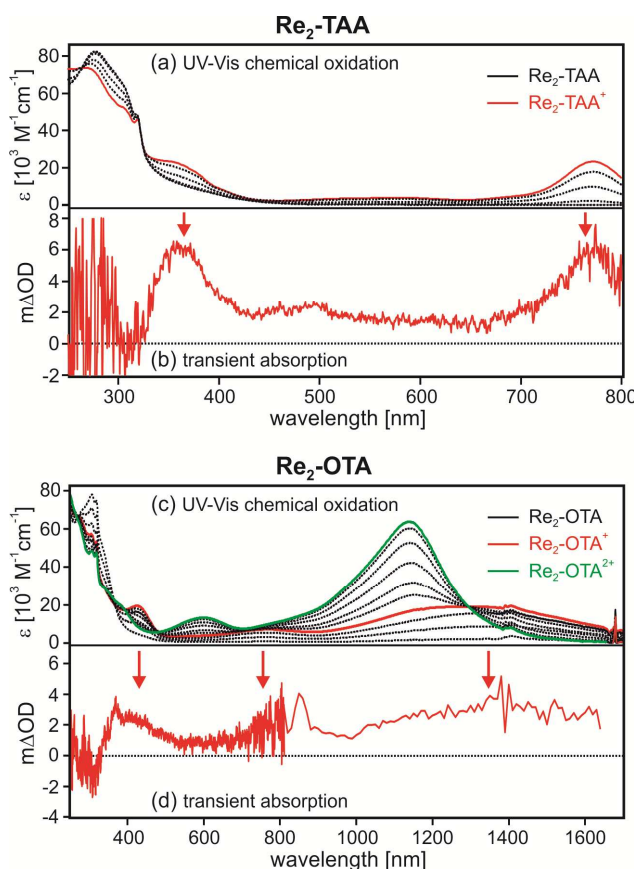 Re₂-TAA
(a) UV-Vis chemical oxidation
Re₂-TAA
Re₂-TAA⁺
ε [10³ M⁻¹cm⁻¹]
80
60
40
20
0
(b) transient absorption
mΔOD
8
6
4
2
0
-2
300 400 500 600 700 800
wavelength [nm]
Re₂-OTA
(c) UV-Vis chemical oxidation
Re₂-OTA
Re₂-OTA⁺
Re₂-OTA²⁺
ε [10³ M⁻¹cm⁻¹]
80
60
40
20
0
(d) transient absorption
mΔOD
6
4
2
0
2
4
400 600 800 1000 1200 1400 1600
wavelength [nm]